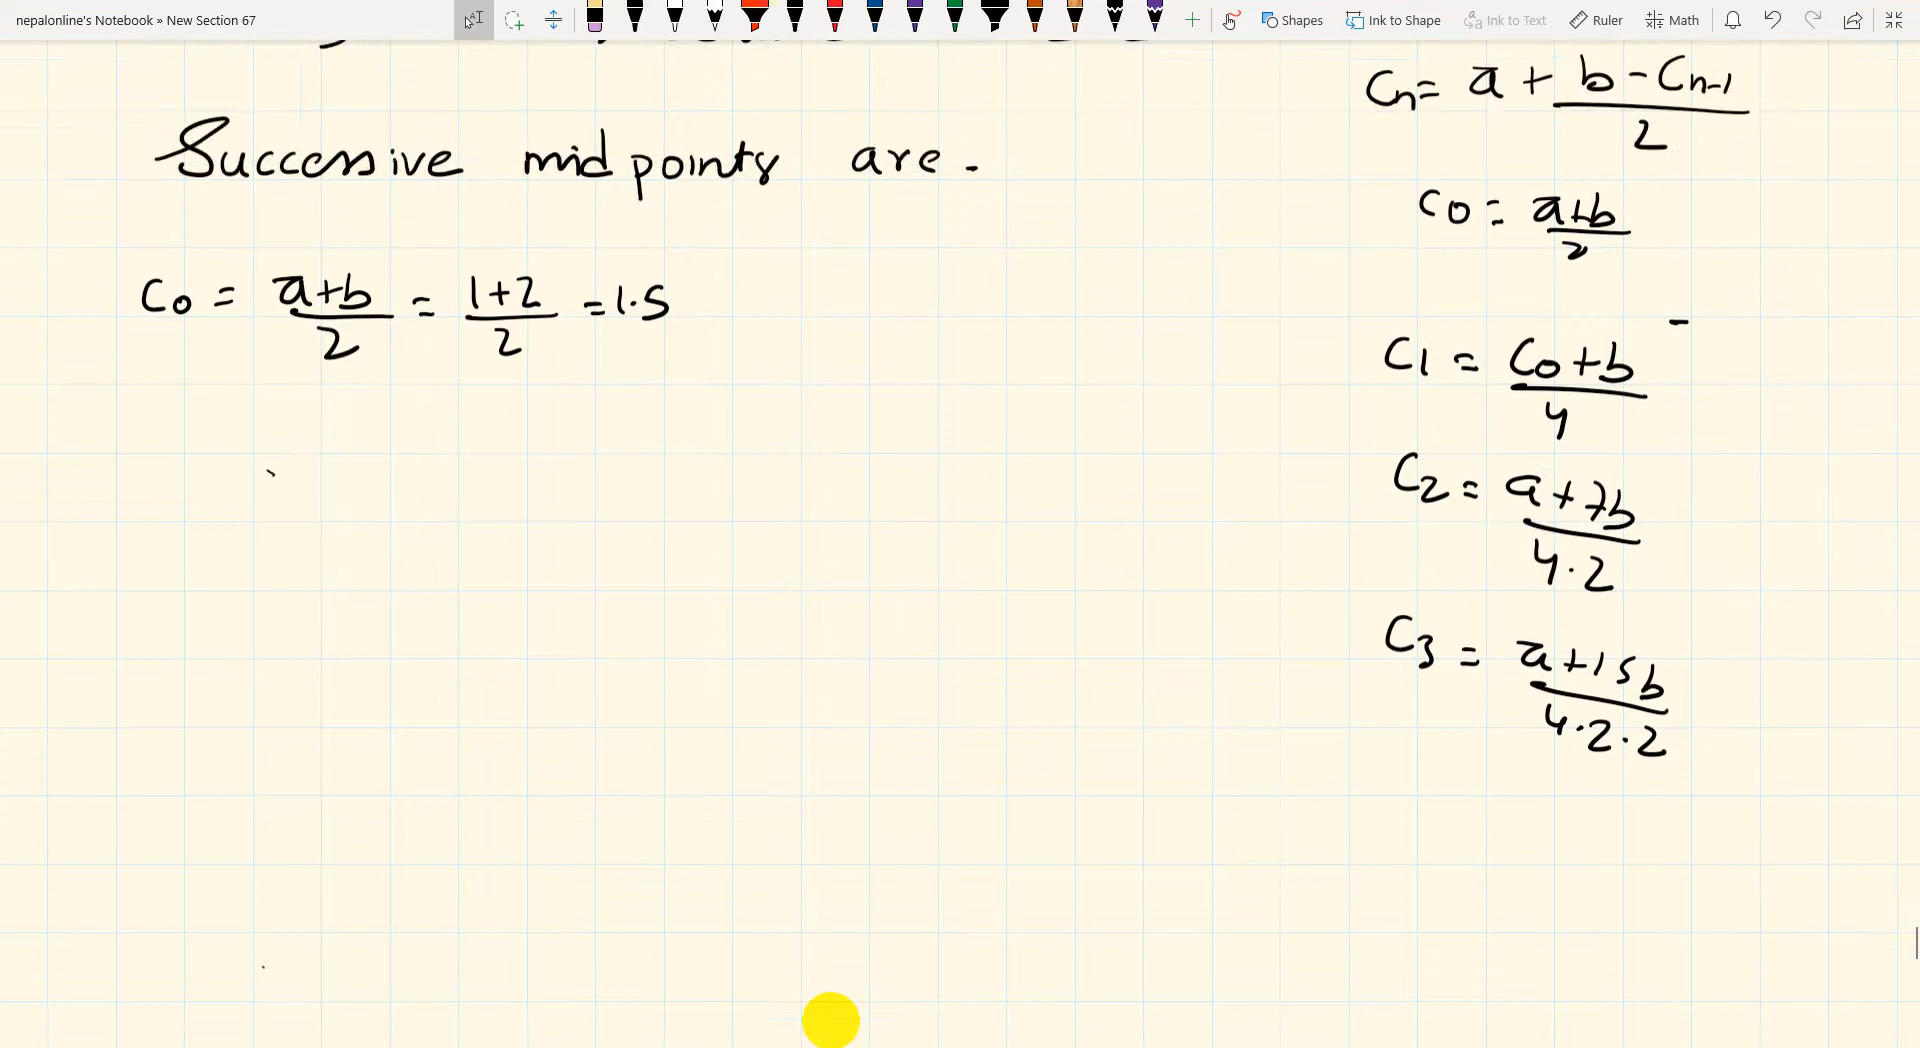 nepalonline's Notebook » New Section 67
Shapes Ink to Shape Ink to Text Ruler Math
Successive midpoints are.
C0 = a+b/2 = 1+2/2 = 1.5
Cn = a + b - Cn-1/2
C0 = a+b/2
C1 = C0+b/4
C2 = a+7b/4.2
C3 = a+15b/4.2.2